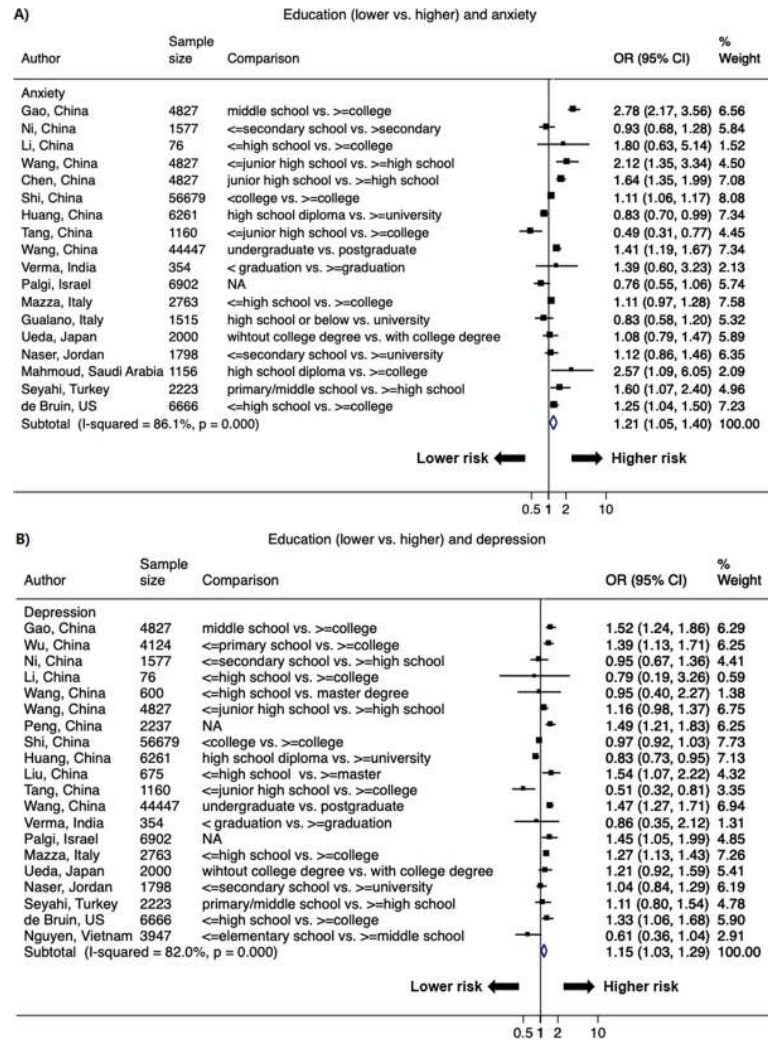 A)
Education (lower vs. higher) and anxiety
Author Sample size Comparison OR (95% CI) % Weight
Anxiety
Gao, China 4827 middle school vs. >=college 2.78 (2.17, 3.56) 6.56
Ni, China 1577 <=secondary school vs. >secondary 0.93 (0.68, 1.28) 5.84
Li, China 76 <=high school vs. >=college 1.80 (0.63, 5.14) 1.52
Wang, China 4827 <=junior high school vs. >=high school 2.12 (1.35, 3.34) 4.50
Chen, China 4827 junior high school vs. >=high school 1.64 (1.35, 1.99) 7.08
Shi, China 56679 <college vs. >=college 1.11 (1.06, 1.17) 8.08
Huang, China 6261 high school diploma vs. >=university 0.83 (0.70, 0.99) 7.34
Tang, China 1160 <=junior high school vs. >=college 0.49 (0.31, 0.77) 4.45
Wang, China 44447 undergraduate vs. postgraduate 1.41 (1.19, 1.67) 7.34
Verma, India 354 < graduation vs. >=graduation 1.39 (0.60, 3.23) 2.13
Palgi, Israel 6902 NA 0.76 (0.55, 1.06) 5.74
Mazza, Italy 2763 <=high school vs. >=college 1.11 (0.97, 1.28) 7.58
Gualano, Italy 1515 high school or below vs. university 0.83 (0.58, 1.20) 5.32
Ueda, Japan 2000 wihtout college degree vs. with college degree 1.08 (0.79, 1.47) 5.89
Naser, Jordan 1798 <=secondary school vs. >=university 1.12 (0.86, 1.46) 6.35
Mahmoud, Saudi Arabia 1156 high school diploma vs. >=college 2.57 (1.09, 6.05) 2.09
Seyahi, Turkey 2223 primary/middle school vs. >=high school 1.60 (1.07, 2.40) 4.96
de Bruin, US 6666 <=high school vs. >=college 1.25 (1.04, 1.50) 7.23
Subtotal (I-squared = 86.1%, p = 0.000) 1.21 (1.05, 1.40) 100.00
Lower risk Higher risk
0.5 1 2 10
B)
Education (lower vs. higher) and depression
Author Sample size Comparison OR (95% CI) % Weight
Depression
Gao, China 4827 middle school vs. >=college 1.52 (1.24, 1.86) 6.29
Wu, China 4124 <=primary school vs. >=college 1.39 (1.13, 1.71) 6.25
Ni, China 1577 <=secondary school vs. >=high school 0.95 (0.67, 1.36) 4.41
Li, China 76 <=high school vs. >=college 0.79 (0.19, 3.26) 0.59
Wang, China 600 <=high school vs. master degree 0.95 (0.40, 2.27) 1.38
Wang, China 4827 <=junior high school vs. >=high school 1.16 (0.98, 1.37) 6.75
Peng, China 2237 NA 1.49 (1.21, 1.83) 6.25
Shi, China 56679 <college vs. >=college 0.97 (0.92, 1.03) 7.73
Huang, China 6261 high school diploma vs. >=university 0.83 (0.73, 0.95) 7.13
Liu, China 675 <=high school vs. >=master 1.54 (1.07, 2.22) 4.32
Tang, China 1160 <=junior high school vs. >=college 0.51 (0.32, 0.81) 3.35
Wang, China 44447 undergraduate vs. postgraduate 1.47 (1.27, 1.71) 6.94
Verma, India 354 < graduation vs. >=graduation 0.86 (0.35, 2.12) 1.31
Palgi, Israel 6902 NA 1.45 (1.05, 1.99) 4.85
Mazza, Italy 2763 <=high school vs. >=college 1.27 (1.13, 1.43) 7.26
Ueda, Japan 2000 wihtout college degree vs. with college degree 1.21 (0.92, 1.59) 5.41
Naser, Jordan 1798 <=secondary school vs. >=university 1.04 (0.84, 1.29) 6.19
Seyahi, Turkey 2223 primary/middle school vs. >=high school 1.11 (0.80, 1.54) 4.78
de Bruin, US 6666 <=high school vs. >=college 1.33 (1.06, 1.68) 5.90
Nguyen, Vietnam 3947 <=elementary school vs. >=middle school 0.61 (0.36, 1.04) 2.91
Subtotal (I-squared = 82.0%, p = 0.000) 1.15 (1.03, 1.29) 100.00
Lower risk Higher risk
0.5 1 2 10